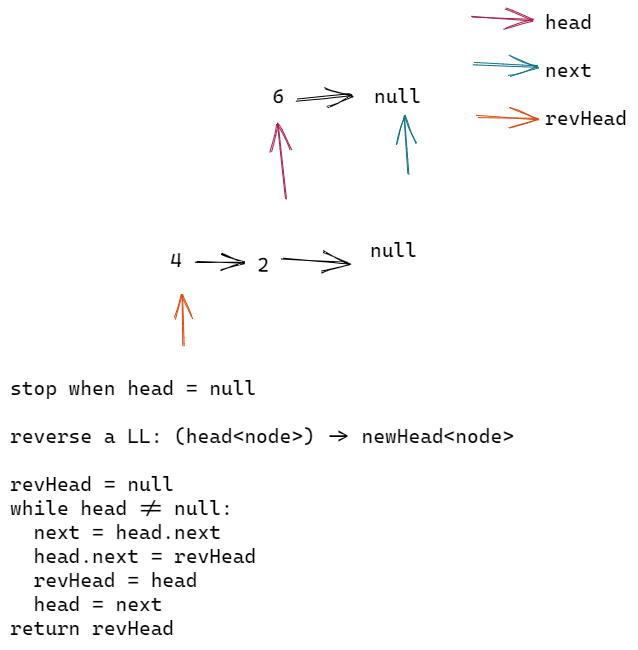 head
next
revHead
6 → null
4 → 2 → null
stop when head = null
reverse a LL: (head<node>) → newHead<node>
revHead = null
while head ≠ null:
  next = head.next
  head.next = revHead
  revHead = head
  head = next
return revHead